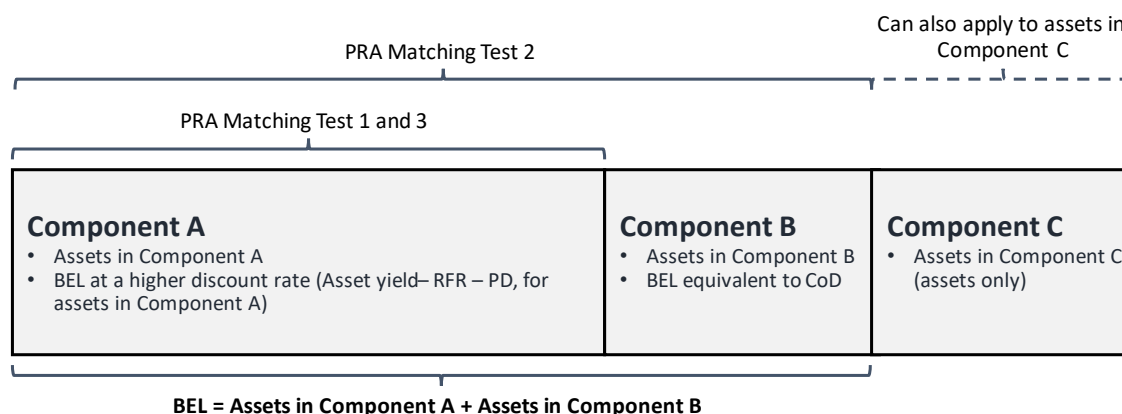 Can also apply to assets in
Component C
PRA Matching Test 2
PRA Matching Test 1 and 3
Component A
• Assets in Component A
• BEL at a higher discount rate (Asset yield– RFR – PD, for
assets in Component A)
Component B
• Assets in Component B
• BEL equivalent to CoD
Component C
• Assets in Component C
(assets only)
BEL = Assets in Component A + Assets in Component B